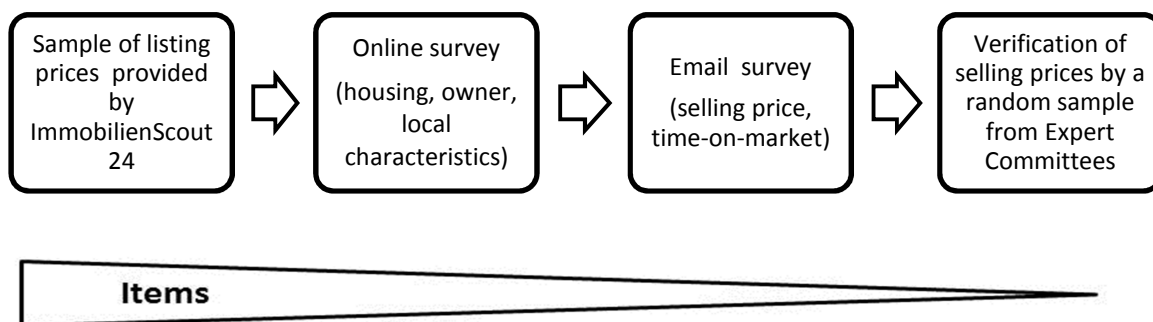 Sample of listing
prices provided
by
ImmobilienScout
24
Online survey
(housing, owner,
local
characteristics)
Email survey
(selling price,
time-on-market)
Verification of
selling prices by a
random sample
from Expert
Committees
Items